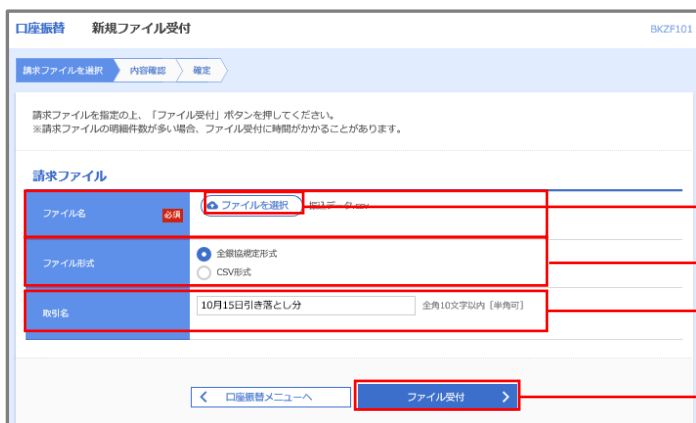 口座振替 新規ファイル受付 BKZF101
請求ファイルを選択 内容確認 確定
請求ファイルを指定の上、「ファイル受付」ボタンを押してください。
※請求ファイルの明細件数が多い場合、ファイル受付に時間がかかることがあります。
請求ファイル
ファイル名 必須 ファイルを選択 振込データ.csv
ファイル形式 全銀協規定形式
CSV形式
取引名 10月15日引き落とし分 全角10文字以内［半角可］
口座振替メニューへ ファイル受付